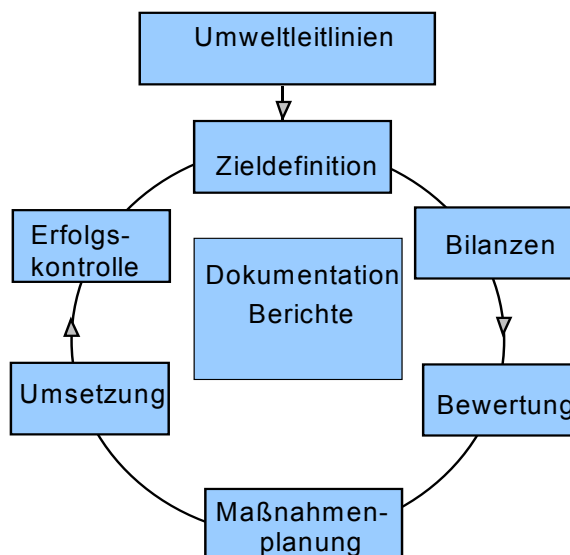 Umweltleitlinien
Zieldefinition
Erfolgs-
kontrolle
Bilanzen
Dokumentation
Berichte
Umsetzung
Bewertung
Maßnahmen-
planung